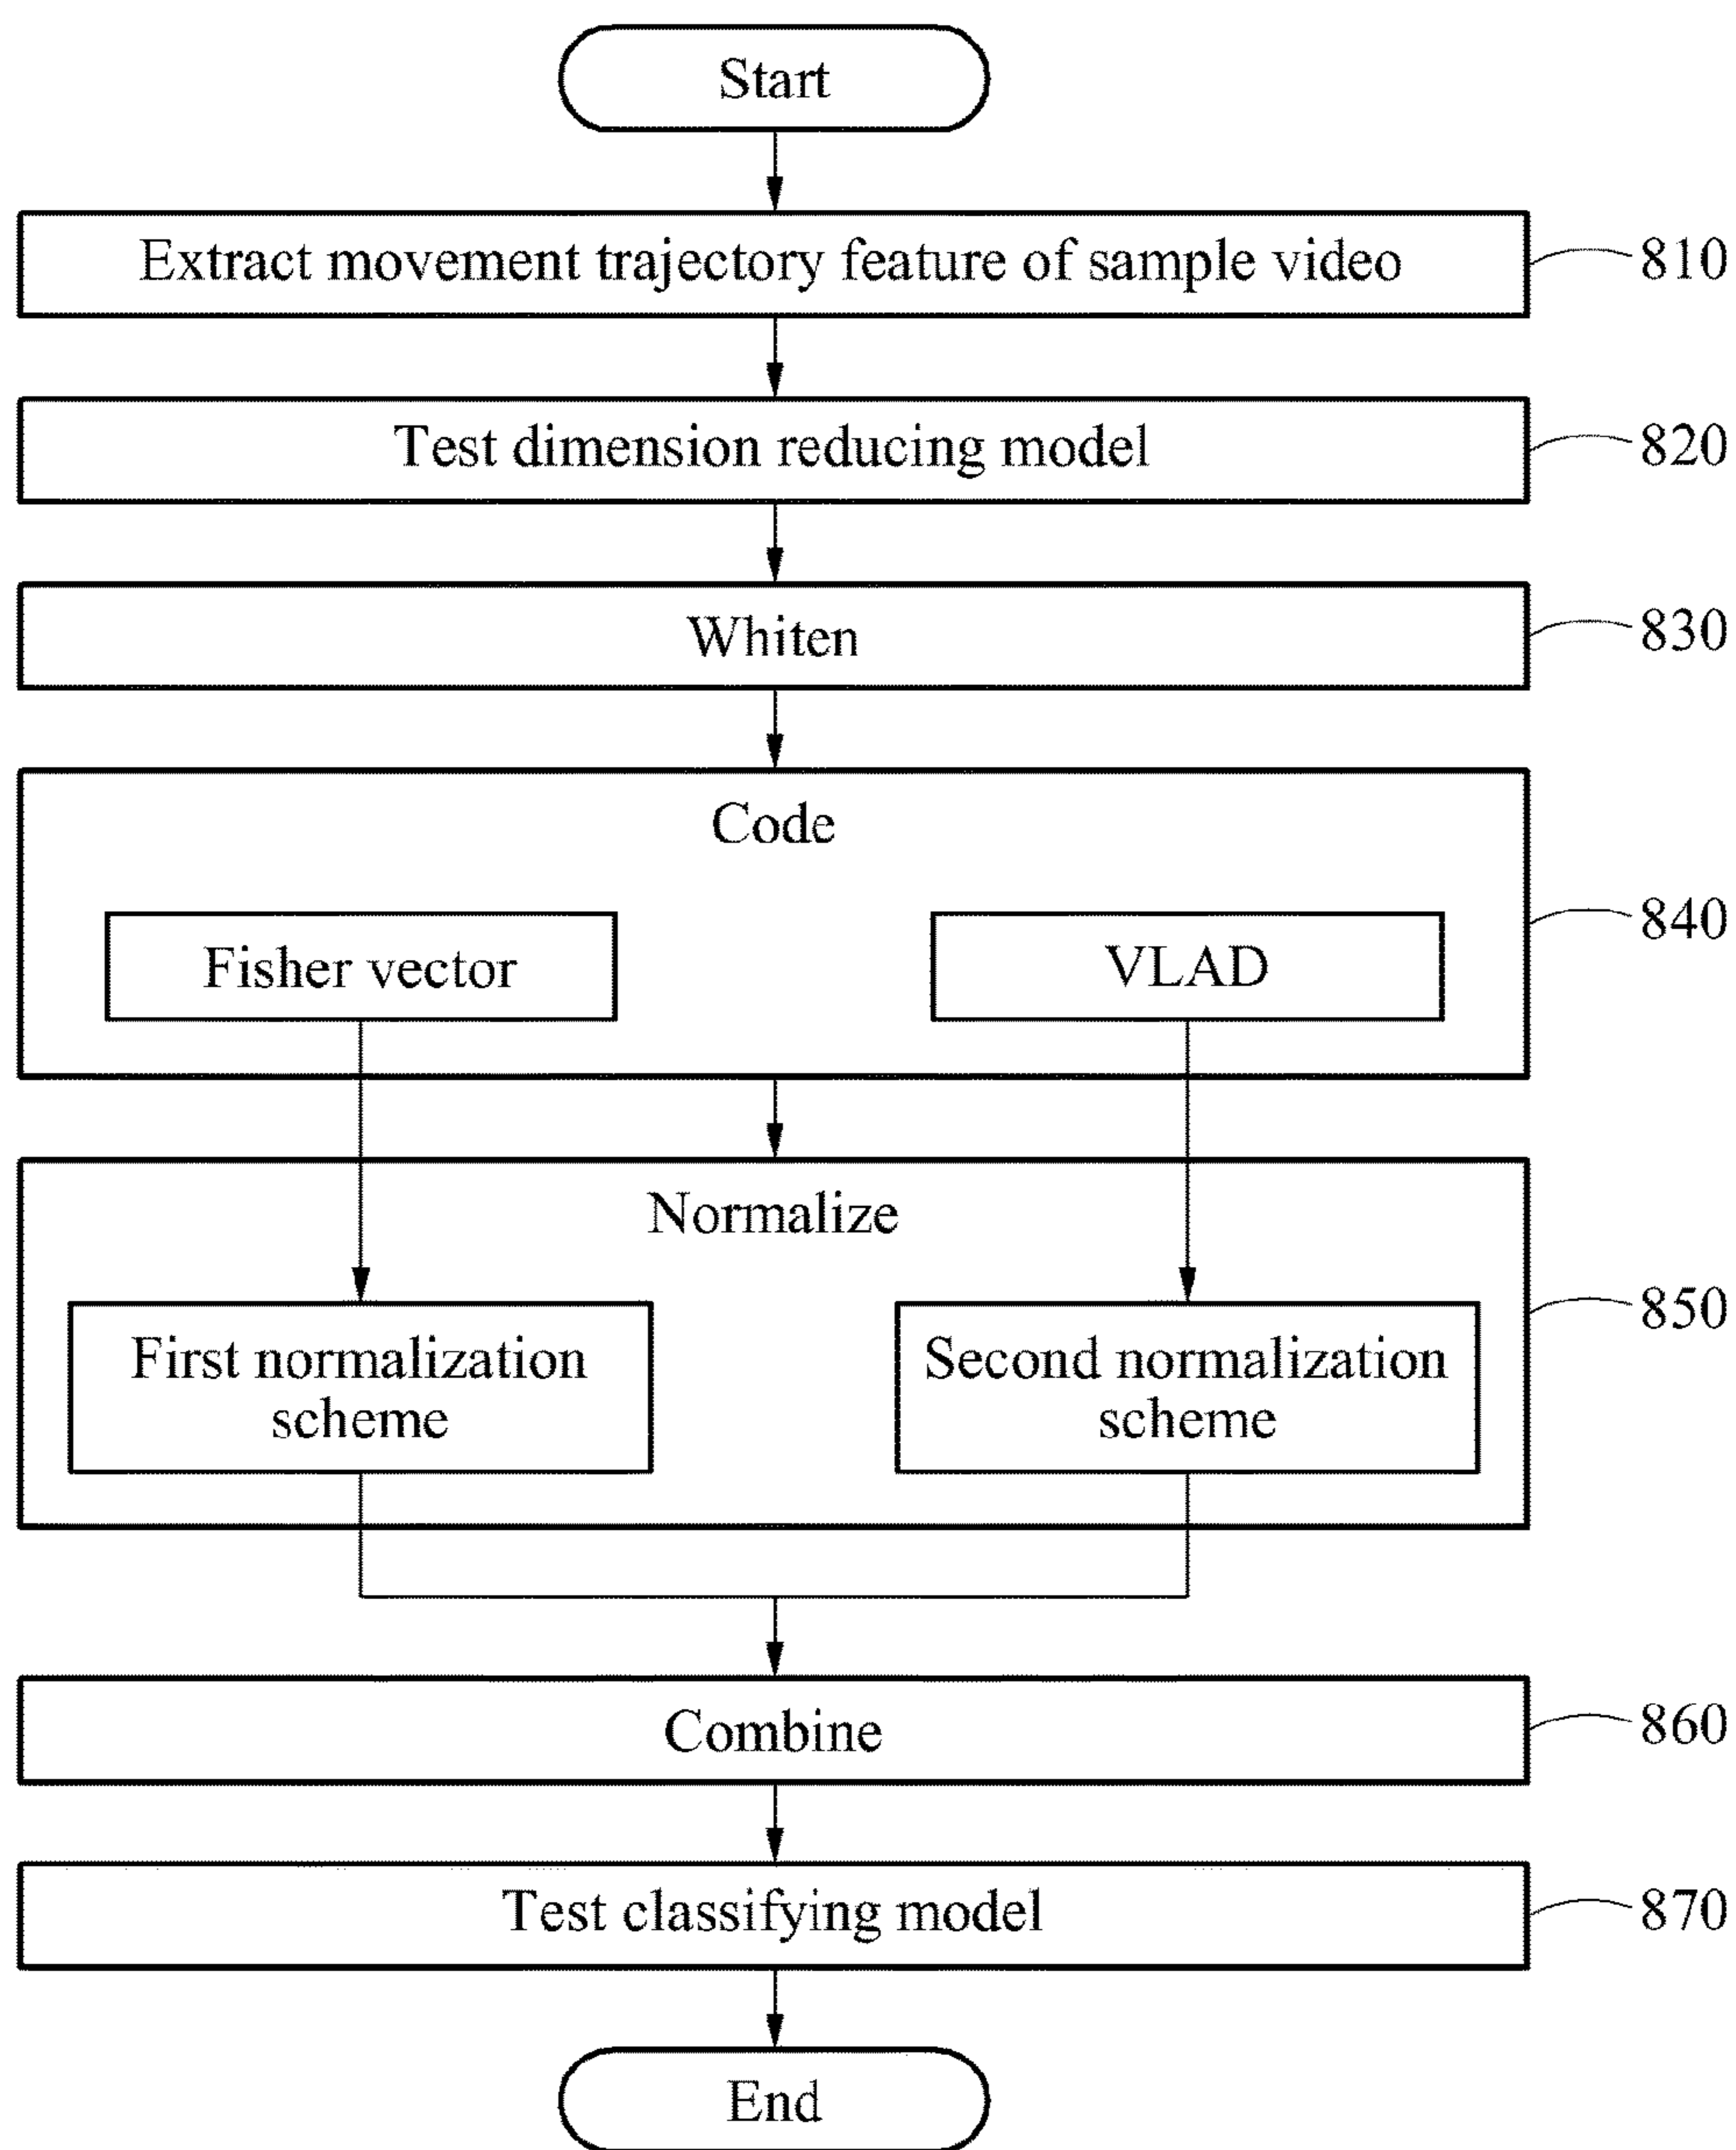 Start
Extract movement trajectory feature of sample video
810
Test dimension reducing model
820
Whiten
830
Code
840
Fisher vector
VLAD
Normalize
850
First normalization
scheme
Second normalization
scheme
Combine
860
Test classifying model
870
End